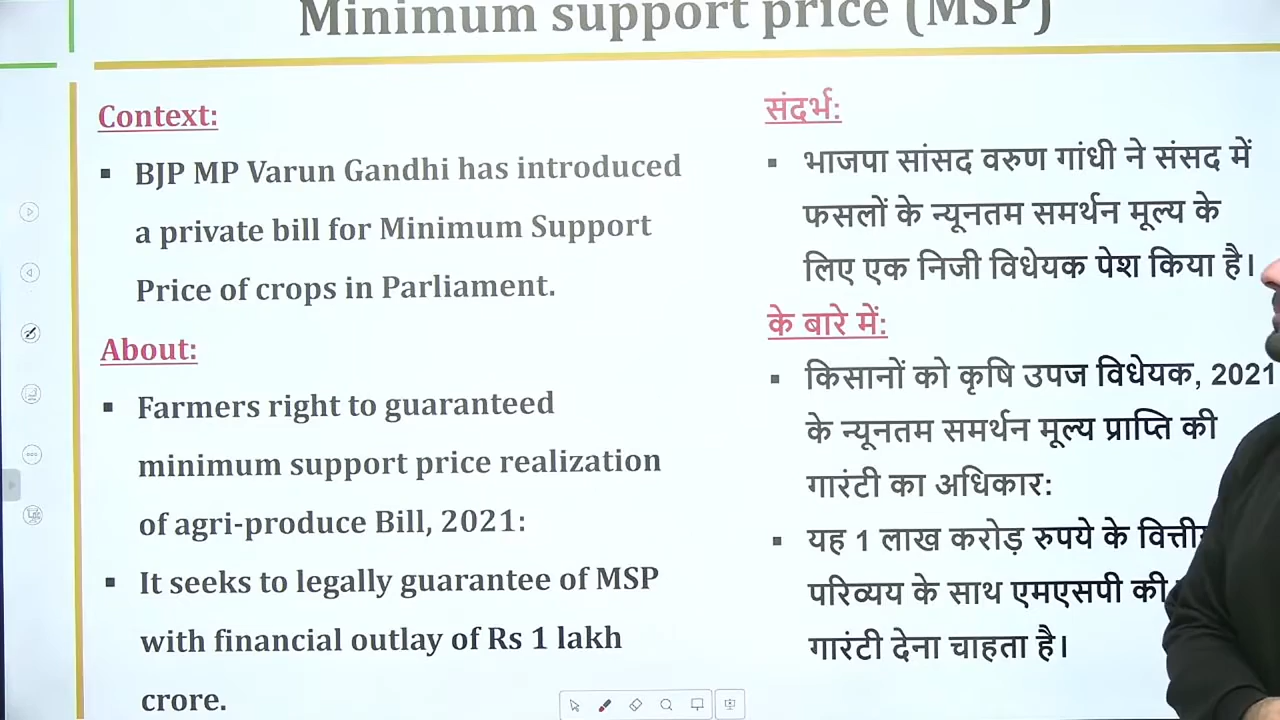 Minimum support price (MSP)
Context:
▪ BJP MP Varun Gandhi has introduced
a private bill for Minimum Support
Price of crops in Parliament.
About:
▪ Farmers right to guaranteed
minimum support price realization
of agri-produce Bill, 2021:
▪ It seeks to legally guarantee of MSP
with financial outlay of Rs 1 lakh
crore.
संदर्भ:
▪ भाजपा सांसद वरुण गांधी ने संसद में
फसलों के न्यूनतम समर्थन मूल्य के
लिए एक निजी विधेयक पेश किया है।
के बारे में:
▪ किसानों को कृषि उपज विधेयक, 2021
के न्यूनतम समर्थन मूल्य प्राप्ति की
गारंटी का अधिकार:
▪ यह 1 लाख करोड़ रुपये के
परिव्यय के साथ एमएसपी की
गारंटी देना चाहता है।